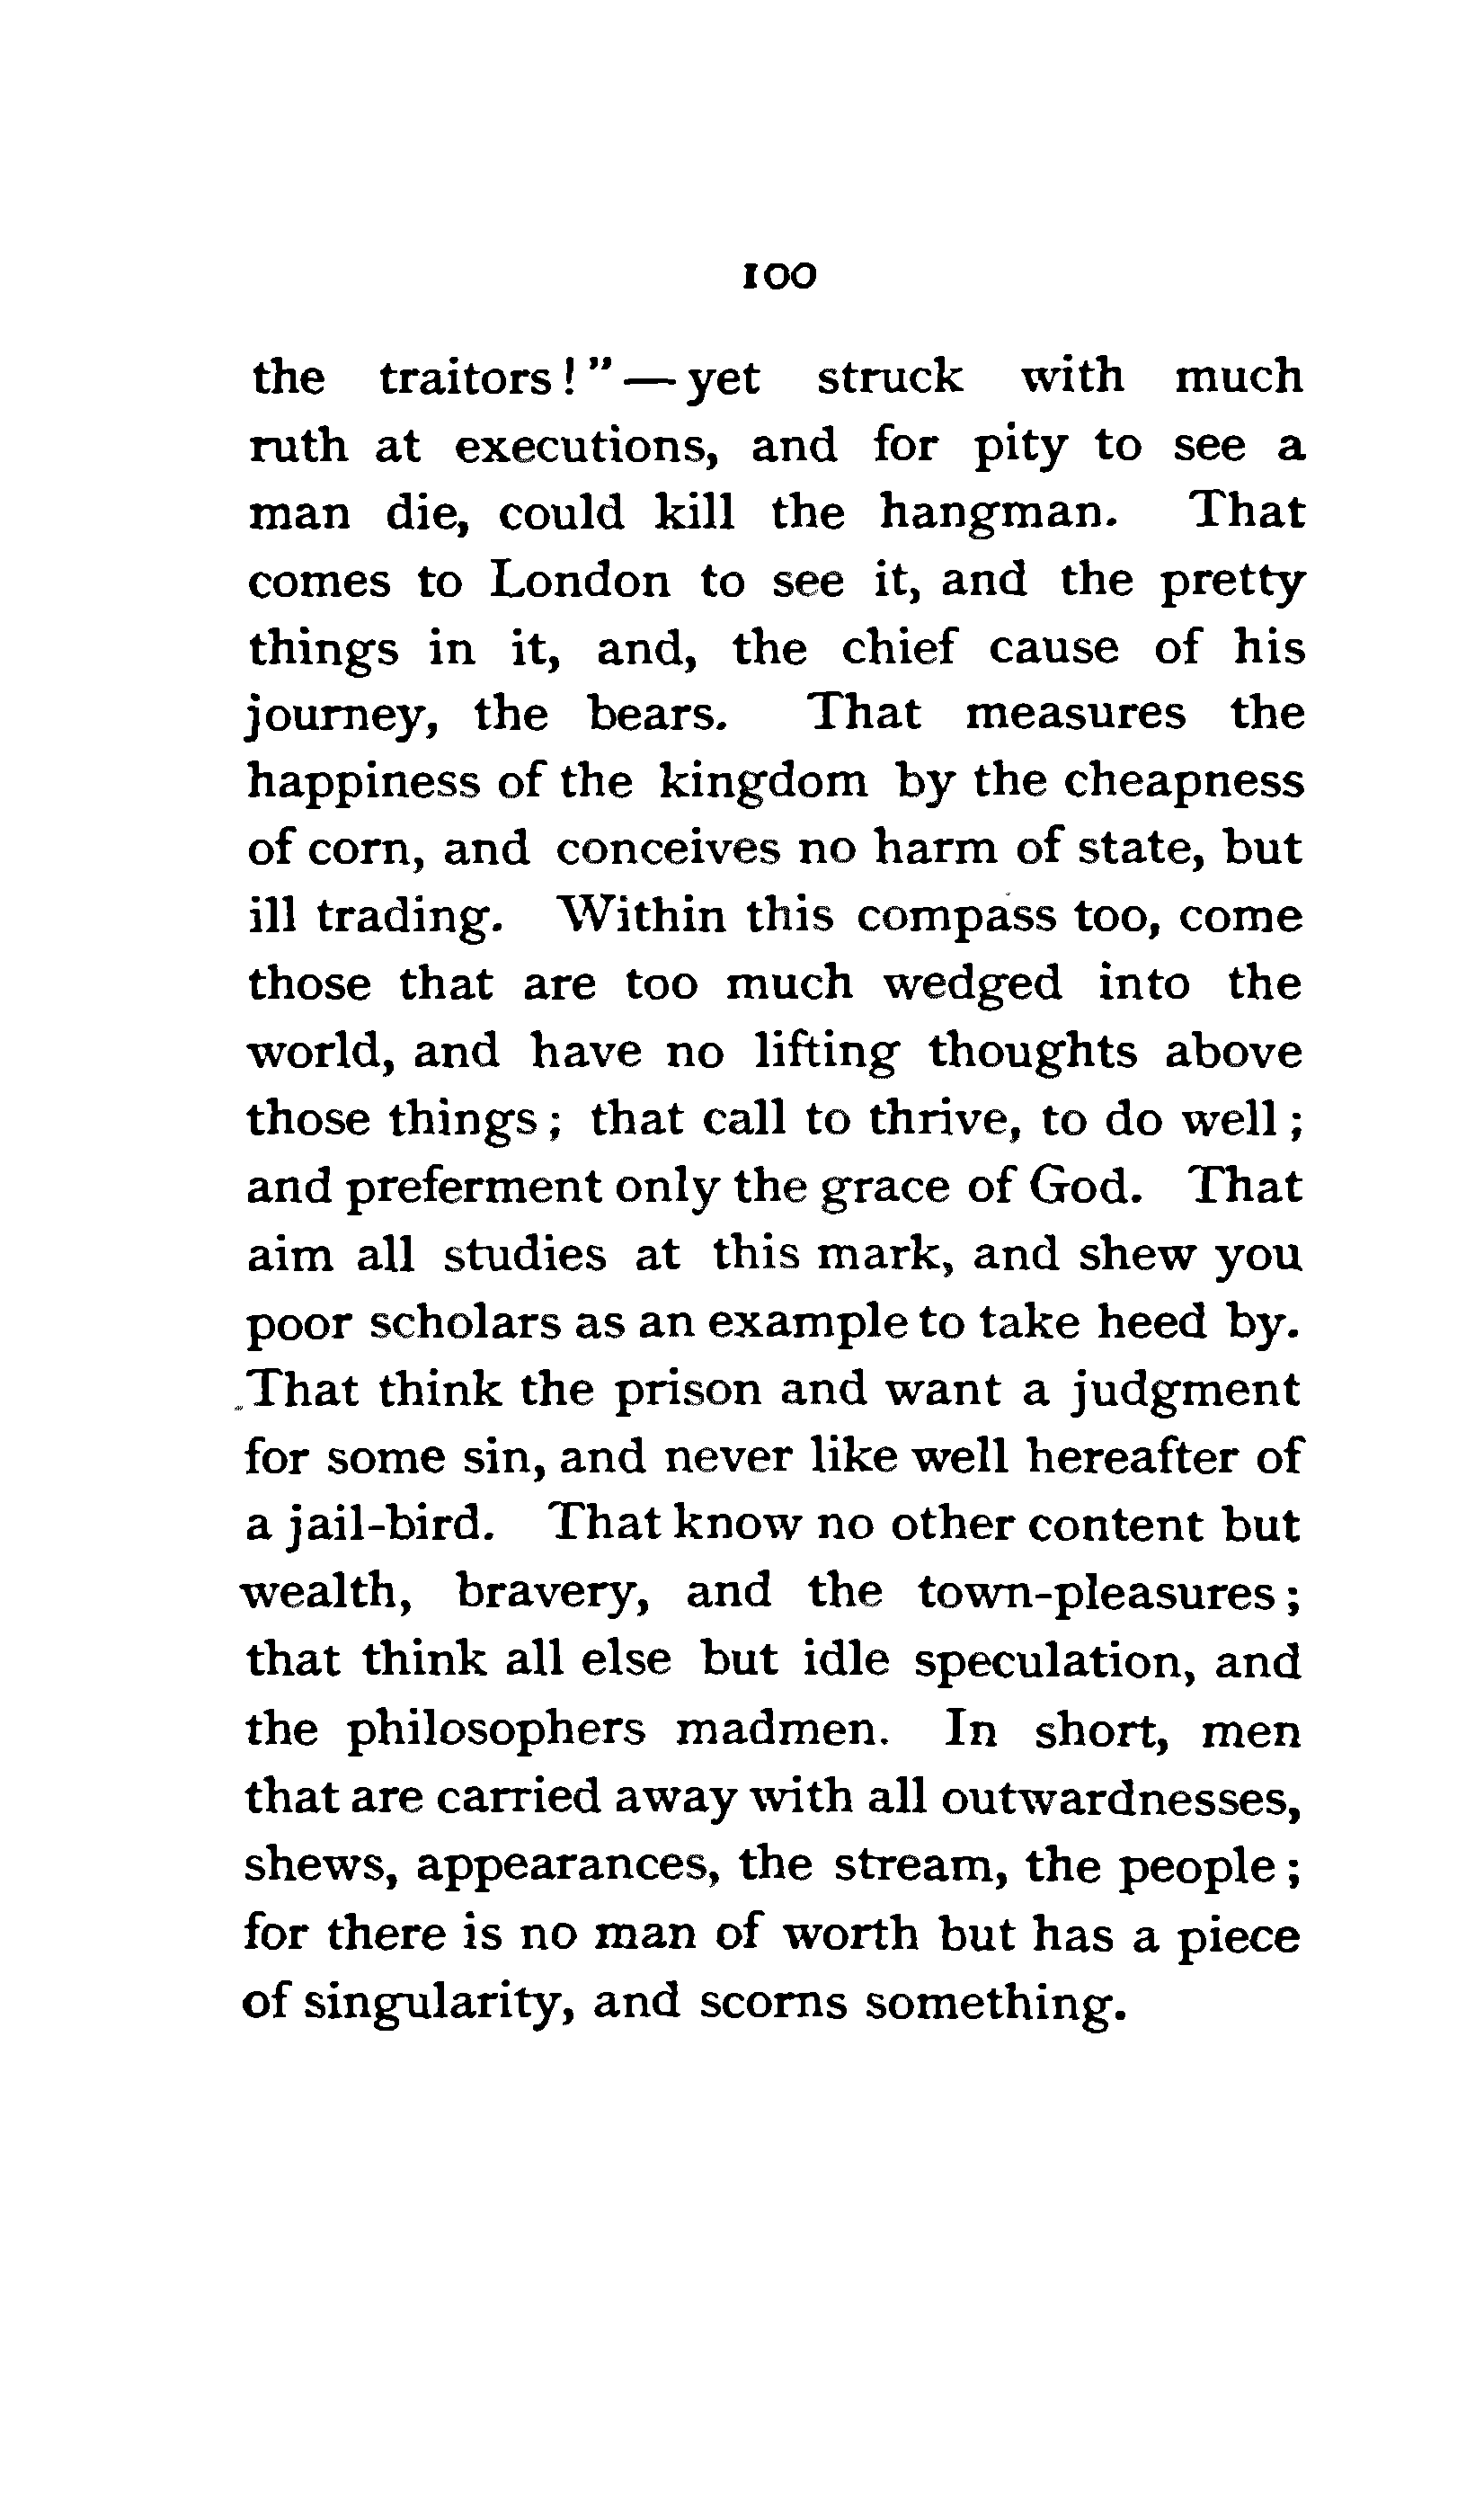 100
the traitors!"—yet struck with much
ruth at executions, and for pity to see a
man die, could kill the hangman. That
comes to London to see it, and the pretty
things in it, and, the chief cause of his
journey, the bears. That measures the
happiness of the kingdom by the cheapness
of corn, and conceives no harm of state, but
ill trading. Within this compass too, come
those that are too much wedged into the
world, and have no lifting thoughts above
those things; that call to thrive, to do well;
and preferment only the grace of God. That
aim all studies at this mark, and shew you
poor scholars as an example to take heed by.
That think the prison and want a judgment
for some sin, and never like well hereafter of
a jail-bird. That know no other content but
wealth, bravery, and the town-pleasures;
that think all else but idle speculation, and
the philosophers madmen. In short, men
that are carried away with all outwardnesses,
shews, appearances, the stream, the people;
for there is no man of worth but has a piece
of singularity, and scorns something.